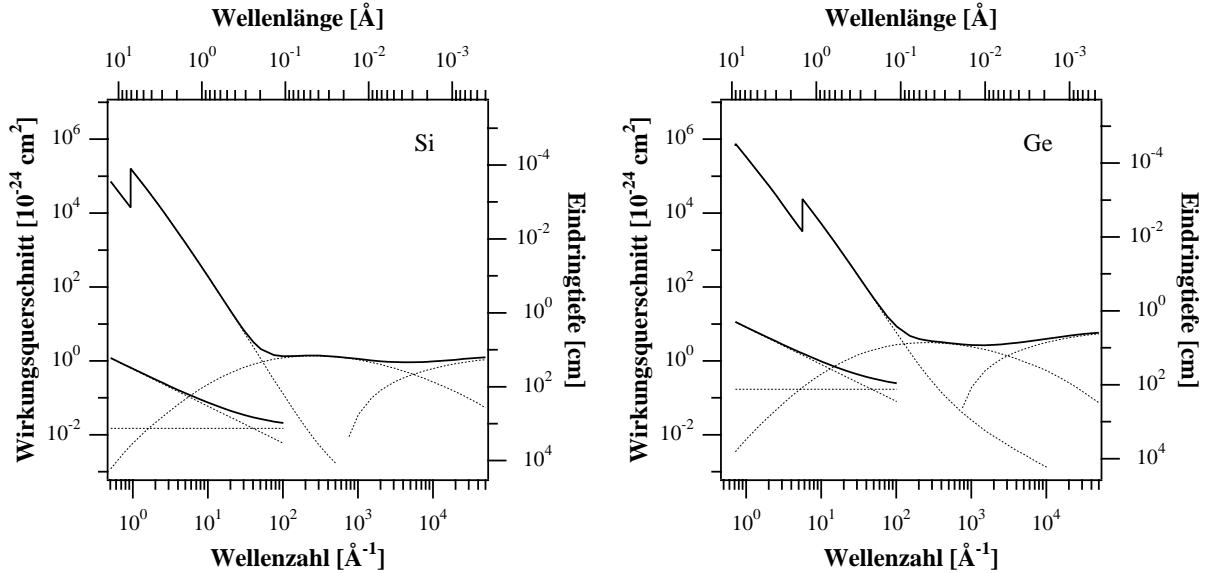 Wellenlänge [Å]
10^1 10^0 10^-1 10^-2 10^-3
Wirkungsquerschnitt [10^-24 cm^2]
10^6
10^4
10^2
10^0
10^-2
Si
10^-4
10^-2
10^0
10^2
10^4
Eindringtiefe [cm]
10^0 10^1 10^2 10^3 10^4
Wellenzahl [Å^-1]
Wellenlänge [Å]
10^1 10^0 10^-1 10^-2 10^-3
Wirkungsquerschnitt [10^-24 cm^2]
10^6
10^4
10^2
10^0
10^-2
Ge
10^-4
10^-2
10^0
10^2
10^4
Eindringtiefe [cm]
10^0 10^1 10^2 10^3 10^4
Wellenzahl [Å^-1]